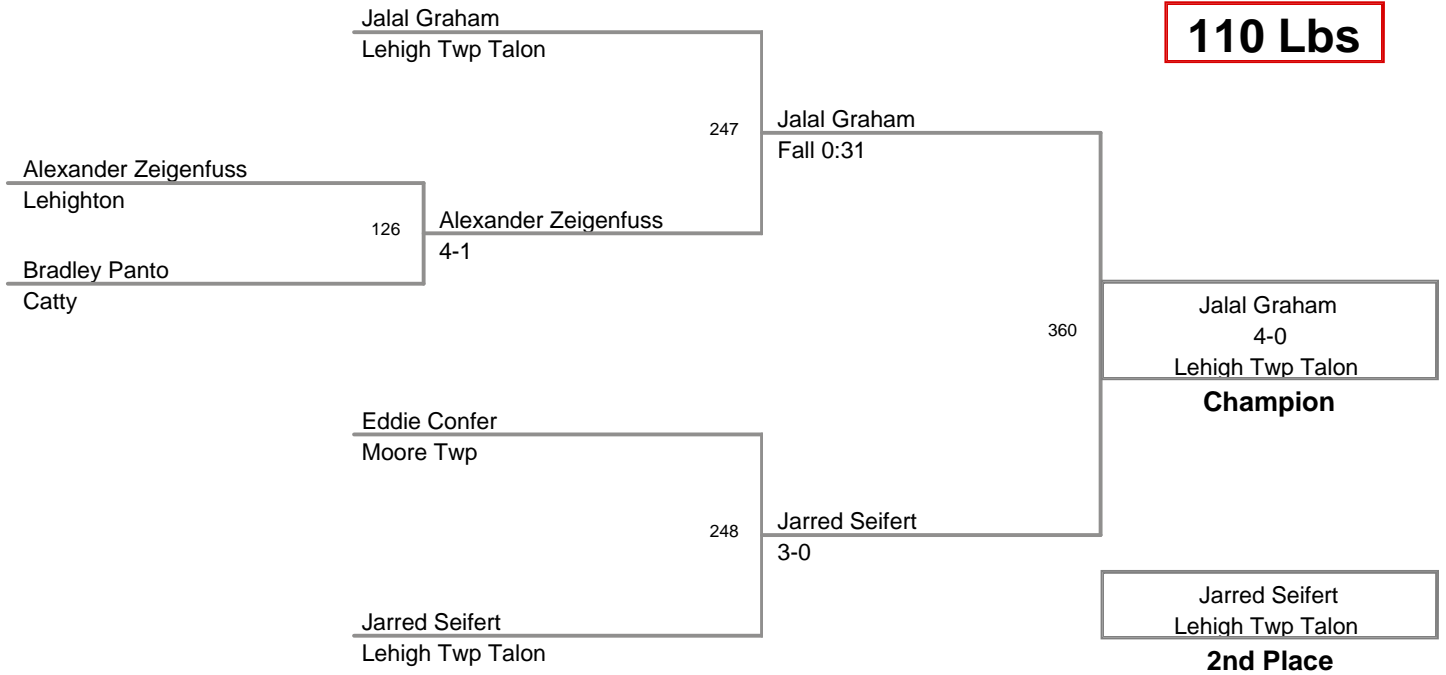 110 Lbs
Jalal Graham
Lehigh Twp Talon
247
Jalal Graham
Fall 0:31
Alexander Zeigenfuss
Lehighton
126
Alexander Zeigenfuss
4-1
Bradley Panto
Catty
360
Jalal Graham
4-0
Lehigh Twp Talon
Champion
Eddie Confer
Moore Twp
248
Jarred Seifert
3-0
Jarred Seifert
Lehigh Twp Talon
Jarred Seifert
Lehigh Twp Talon
2nd Place